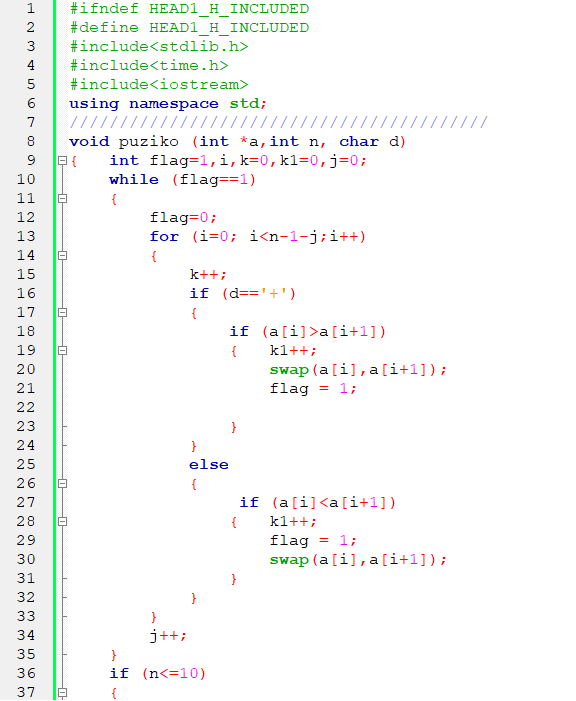 1 #ifndef HEAD1_H_INCLUDED
2 #define HEAD1_H_INCLUDED
3 #include<stdlib.h>
4 #include<time.h>
5 #include<iostream>
6 using namespace std;
7 //////////////////////////////////////////
8 void puziko (int *a,int n, char d)
9 {   int flag=1,i,k=0,k1=0,j=0;
10     while (flag==1)
11     {
12         flag=0;
13         for (i=0; i<n-1-j;i++)
14         {
15             k++;
16             if (d=='+')
17             {
18                 if (a[i]>a[i+1])
19                 {   k1++;
20                     swap(a[i],a[i+1]);
21                     flag = 1;
22
23                 }
24             }
25             else
26             {
27                  if (a[i]<a[i+1])
28                 {   k1++;
29                     flag = 1;
30                     swap(a[i],a[i+1]);
31                 }
32             }
33         }
34         j++;
35     }
36     if (n<=10)
37     {